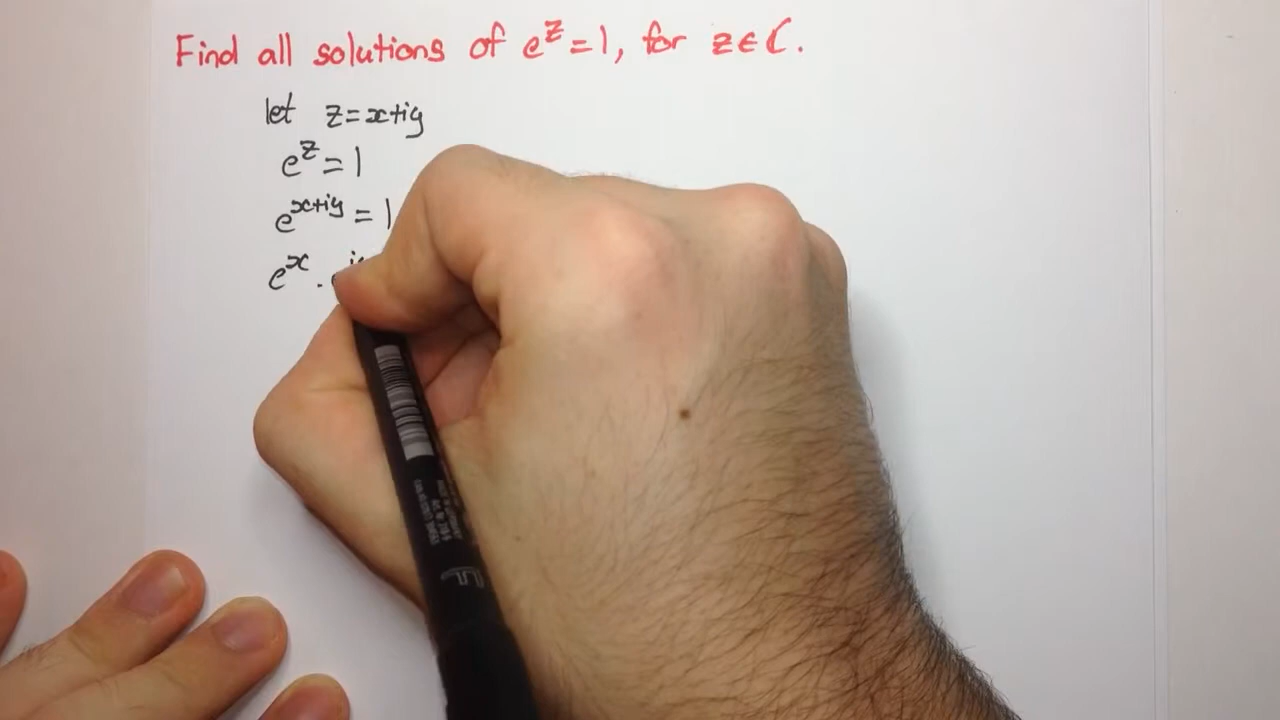 Find all solutions of e^z = 1, for z ∈ ℂ.
let z = x+iy
e^z = 1
e^{x+iy} = 1
e^x .